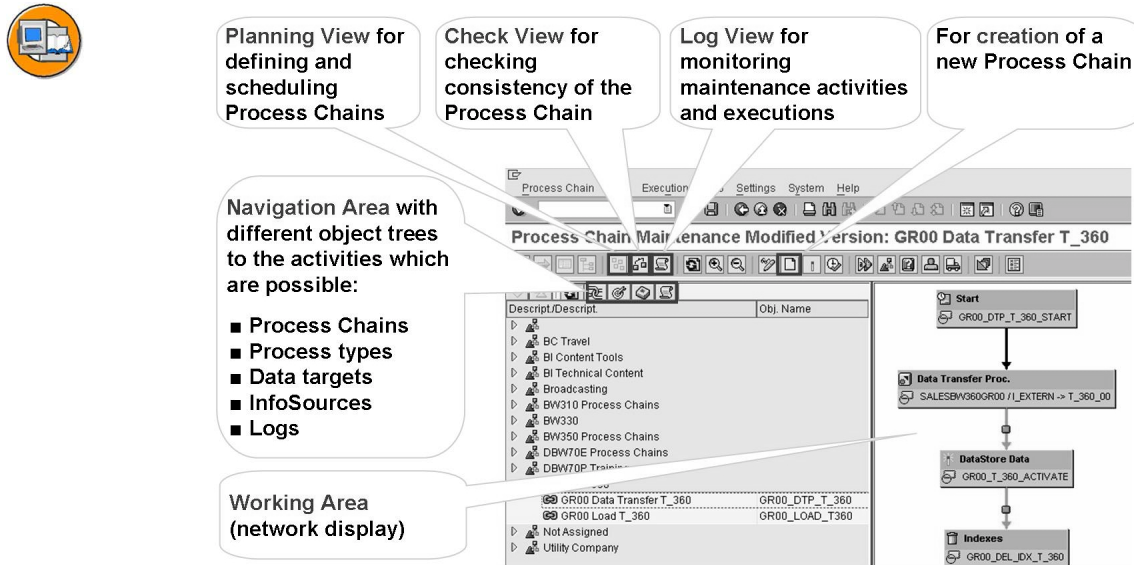 Planning View for
defining and
scheduling
Process Chains
Check View for
checking
consistency of the
Process Chain
Log View for
monitoring
maintenance activities
and executions
For creation of a
new Process Chain
Navigation Area with
different object trees
to the activities which
are possible:
■ Process Chains
■ Process types
■ Data targets
■ InfoSources
■ Logs
Working Area
(network display)
Process Chain Execution Settings System Help
Process Chain Maintenance Modified Version: GR00 Data Transfer T_360
Descript./Descript. Obj. Name
BC Travel
BI Content Tools
BI Technical Content
Broadcasting
BW310 Process Chains
BW330
BW350 Process Chains
DBW70E Process Chains
DBW70P Training
GR00 Data Transfer T_360 GR00_DTP_T_360
GR00 Load T_360 GR00_LOAD_T360
Not Assigned
Utility Company
Start
GR00_DTP_T_360_START
Data Transfer Proc.
SALESBW360GR00 / I_EXTERN -> T_360_00
DataStore Data
GR00_T_360_ACTIVATE
Indexes
GR00_DEL_IDX_T_360